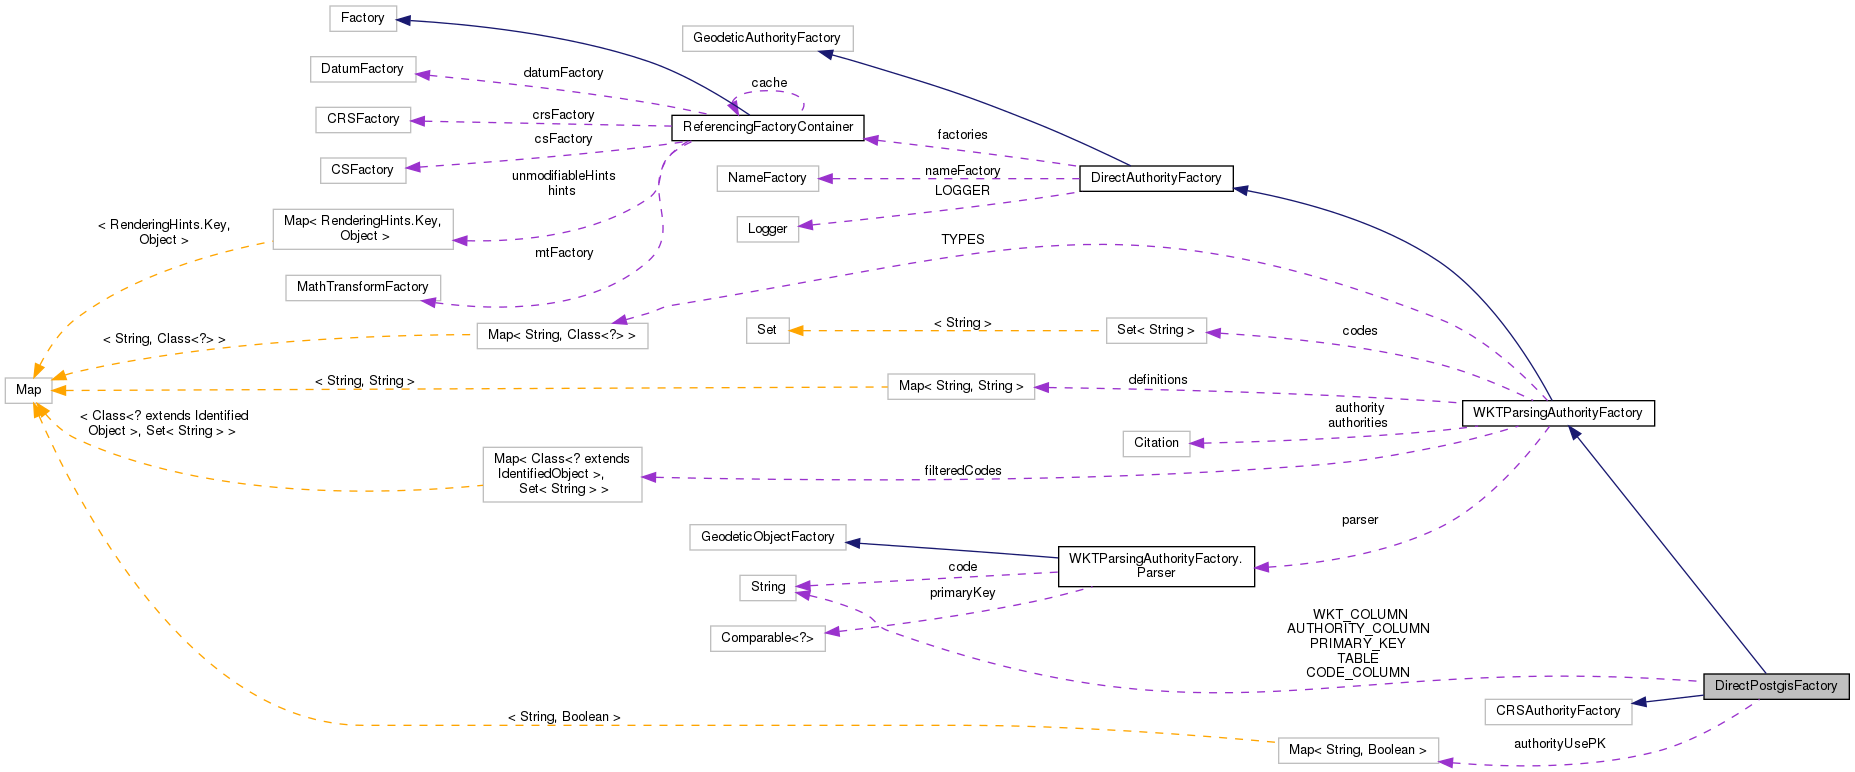 Factory
GeodeticAuthorityFactory
DatumFactory
datumFactory
cache
CRSFactory
crsFactory
ReferencingFactoryContainer
factories
csFactory
CSFactory
unmodifiableHints
hints
NameFactory
nameFactory
DirectAuthorityFactory
LOGGER
Logger
< RenderingHints.Key,
Object >
Map< RenderingHints.Key,
Object >
mtFactory
TYPES
MathTransformFactory
< String, Class<?> >
Map< String, Class<?> >
Set
< String >
Set< String >
codes
Map
< String, String >
Map< String, String >
definitions
WKTParsingAuthorityFactory
authority
authorities
< Class<? extends Identified
Object >, Set< String > >
Citation
Map< Class<? extends
IdentifiedObject >,
Set< String > >
filteredCodes
parser
GeodeticObjectFactory
WKTParsingAuthorityFactory.
Parser
code
String
primaryKey
Comparable<?>
WKT_COLUMN
AUTHORITY_COLUMN
PRIMARY_KEY
TABLE
CODE_COLUMN
DirectPostgisFactory
CRSAuthorityFactory
< String, Boolean >
Map< String, Boolean >
authorityUsePK